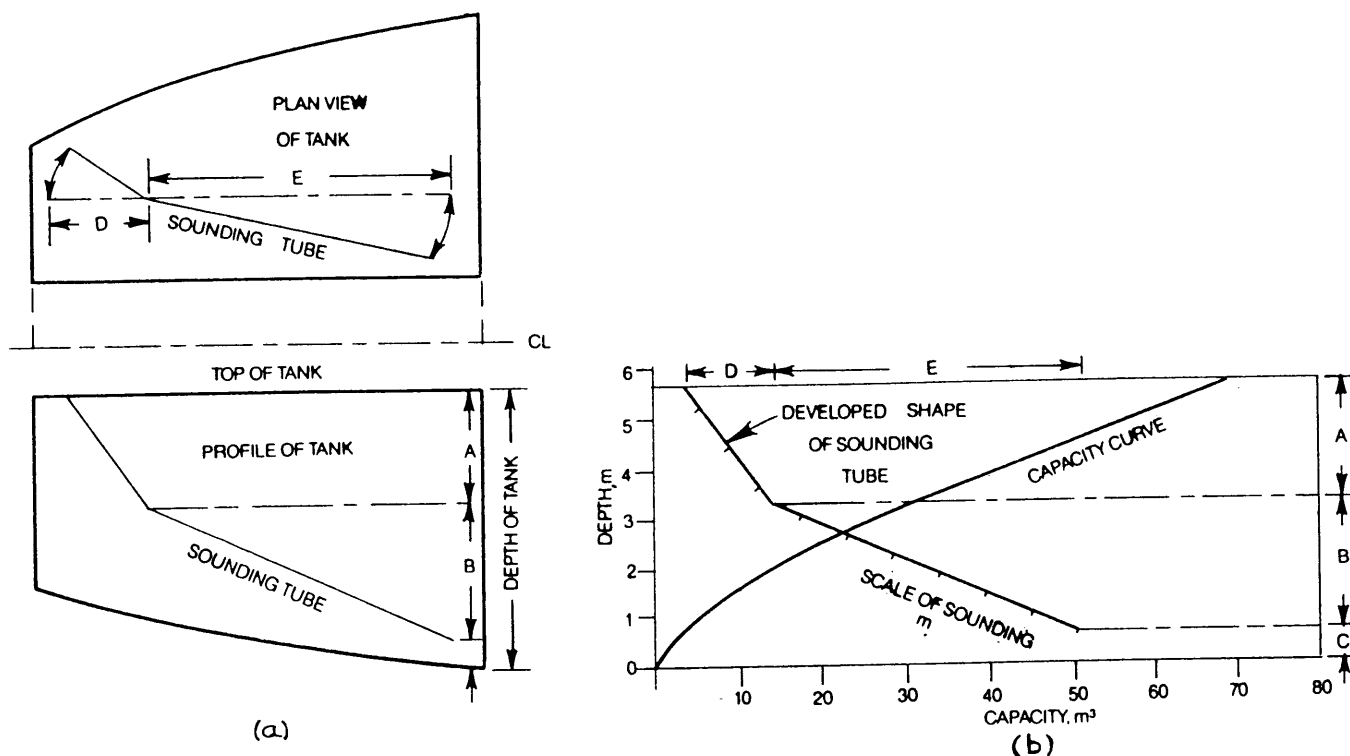 PLAN VIEW
OF TANK
E
D
SOUNDING TUBE
CL
TOP OF TANK
PROFILE OF TANK
SOUNDING TUBE
A
B
DEPTH OF TANK
(a)
D
E
6
5
4
3
2
1
0
DEPTH, m
DEVELOPED SHAPE
OF SOUNDING
TUBE
CAPACITY CURVE
SCALE OF SOUNDING
m.
A
B
C
10
20
30
40
50
60
70
80
CAPACITY, m³
(b)